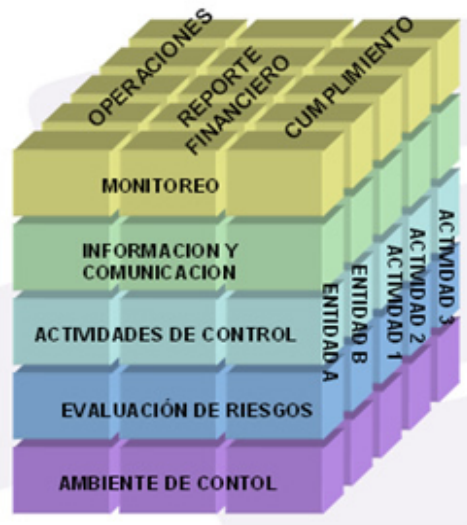 OPERACIONES
REPORTE
FINANCIERO
CUMPLIMIENTO
MONITOREO
INFORMACION Y
COMUNICACION
ACTIVIDADES DE CONTROL
EVALUACIÓN DE RIESGOS
AMBIENTE DE CONTOL
ENTIDAD A
ENTIDAD B
ACTIVIDAD 1
ACTIVIDAD 2
ACTIVIDAD 3